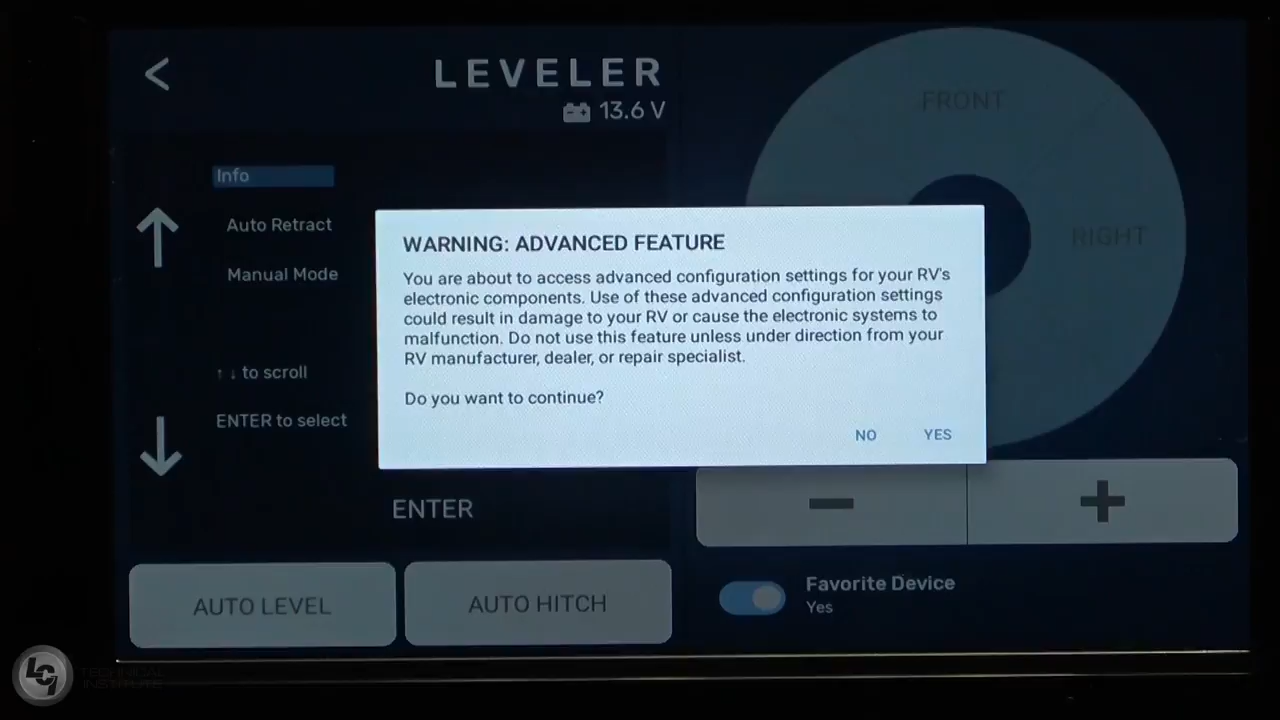 LEVELER
13.6 V
Info
Auto Retract
Manual Mode
↑ ↓ to scroll
ENTER to select
ENTER
AUTO LEVEL
AUTO HITCH
FRONT
RIGHT
WARNING: ADVANCED FEATURE
You are about to access advanced configuration settings for your RV's
electronic components. Use of these advanced configuration settings
could result in damage to your RV or cause the electronic systems to
malfunction. Do not use this feature unless under direction from your
RV manufacturer, dealer, or repair specialist.
Do you want to continue?
NO
YES
Favorite Device
Yes
LCI
TECHNICAL
INSTITUTE